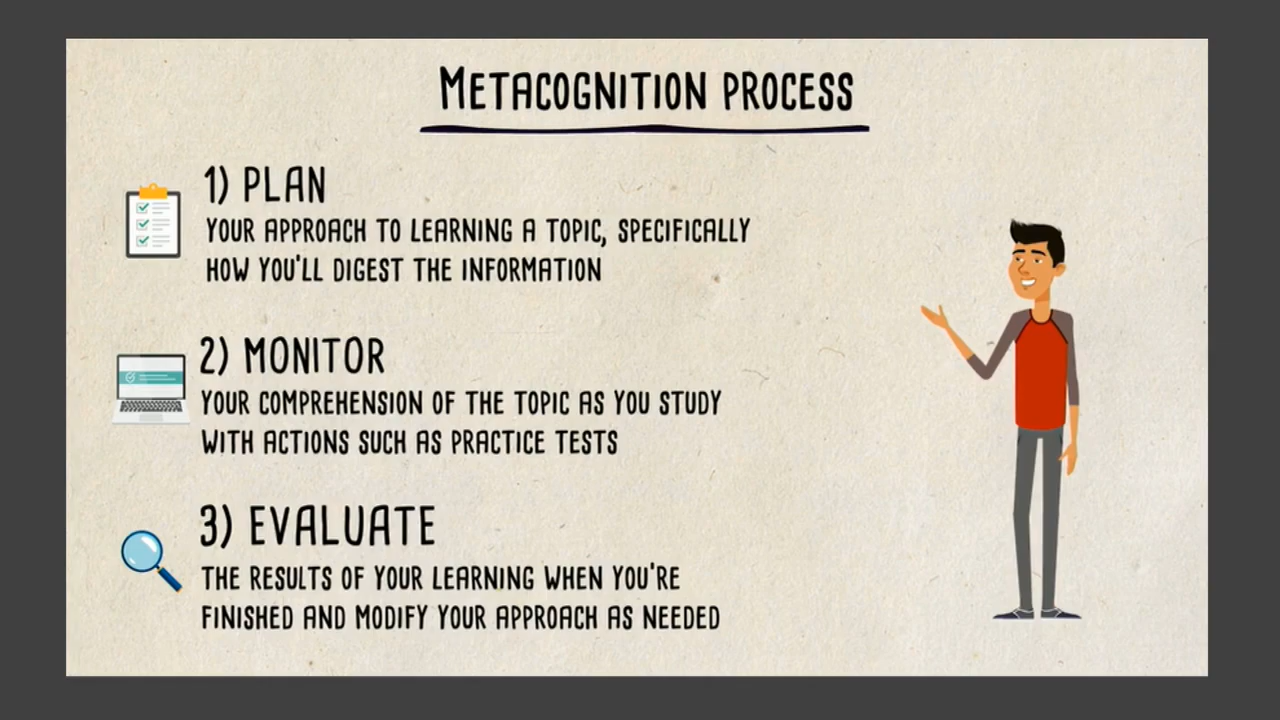 METACOGNITION PROCESS
1) PLAN
YOUR APPROACH TO LEARNING A TOPIC, SPECIFICALLY
HOW YOU'LL DIGEST THE INFORMATION
2) MONITOR
YOUR COMPREHENSION OF THE TOPIC AS YOU STUDY
WITH ACTIONS SUCH AS PRACTICE TESTS
3) EVALUATE
THE RESULTS OF YOUR LEARNING WHEN YOU'RE
FINISHED AND MODIFY YOUR APPROACH AS NEEDED